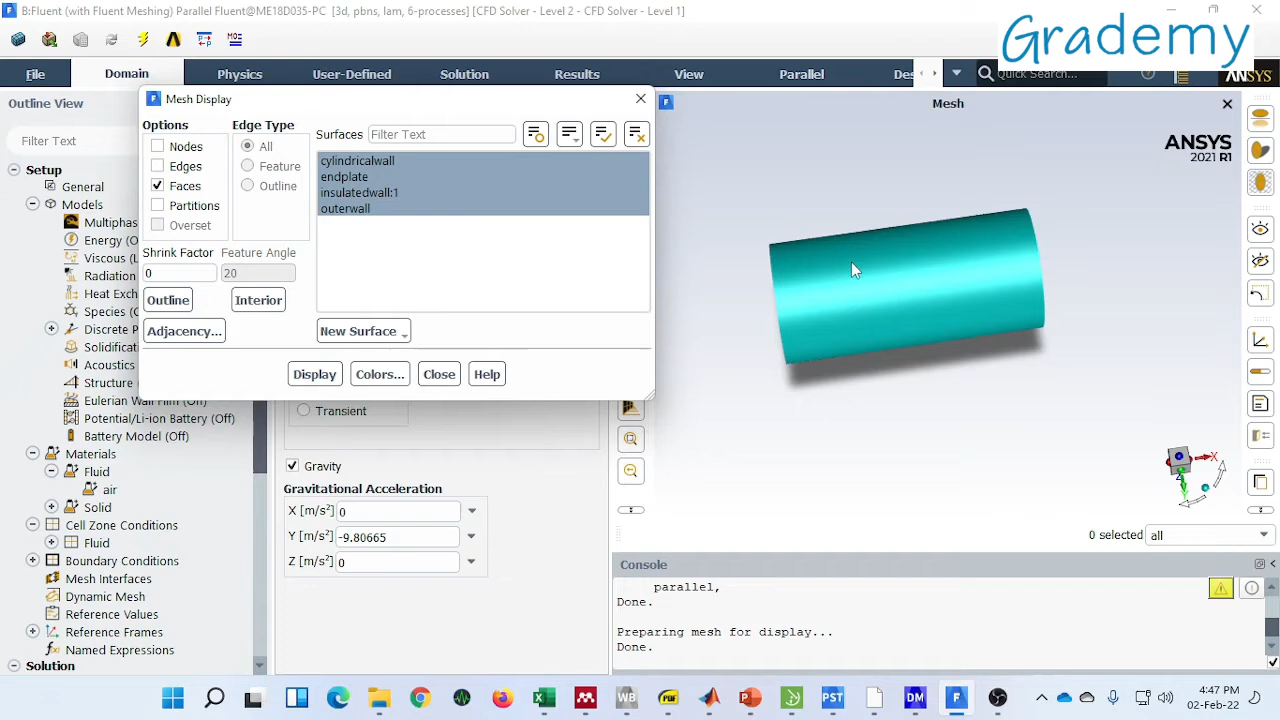 B:Fluent (with Fluent Meshing) Parallel Fluent@ME18D035-PC [3d, pbns, lam, 6-processes] [CFD Solver - Level 2 - CFD Solver - Level 1]
Grademy
File
Domain
Physics
User-Defined
Solution
Results
View
Parallel
Quick Search...
ANSYS
Outline View
Filter Text
Setup
General
Models
Multiphas
Energy (O
Viscous (L
Radiation
Heat Exch
Species (O
Discrete P
Solidificati
Acoustics
Structure (
Eulerian Wall Film (Off)
Potential/Li-ion Battery (Off)
Battery Model (Off)
Materials
Fluid
air
Solid
Cell Zone Conditions
Fluid
Boundary Conditions
Mesh Interfaces
Dynamic Mesh
Reference Values
Reference Frames
Named Expressions
Solution
Mesh Display
Options
Nodes
Edges
Faces
Partitions
Overset
Edge Type
All
Feature
Outline
Shrink Factor
0
Feature Angle
20
Outline
Interior
Adjacency...
Surfaces
Filter Text
cylindricalwall
endplate
insulatedwall:1
outerwall
New Surface
Display
Colors...
Close
Help
Transient
Gravity
Gravitational Acceleration
X [m/s²]
0
Y [m/s²]
-9.80665
Z [m/s²]
0
Mesh
ANSYS
2021 R1
X
0 selected
all
Console
parallel,
Done.
Preparing mesh for display...
Done.
4:47 PM
02-Feb-22